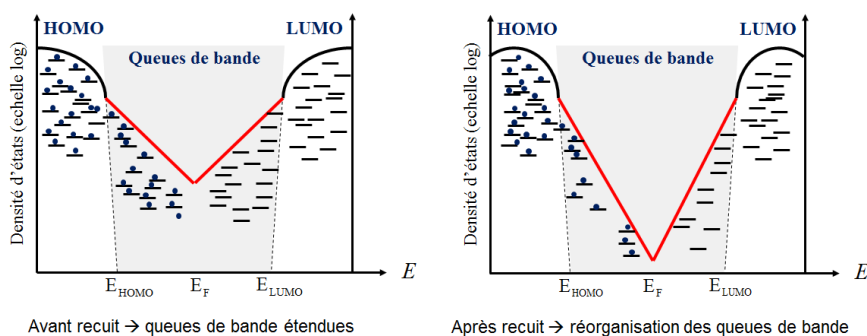 HOMO
LUMO
Queues de bande
Densité d'états (echelle log)
E_HOMO
E_F
E_LUMO
E
Avant recuit → queues de bande étendues
HOMO
LUMO
Queues de bande
Densité d'états (echelle log)
E_HOMO
E_F
E_LUMO
E
Après recuit → réorganisation des queues de bande